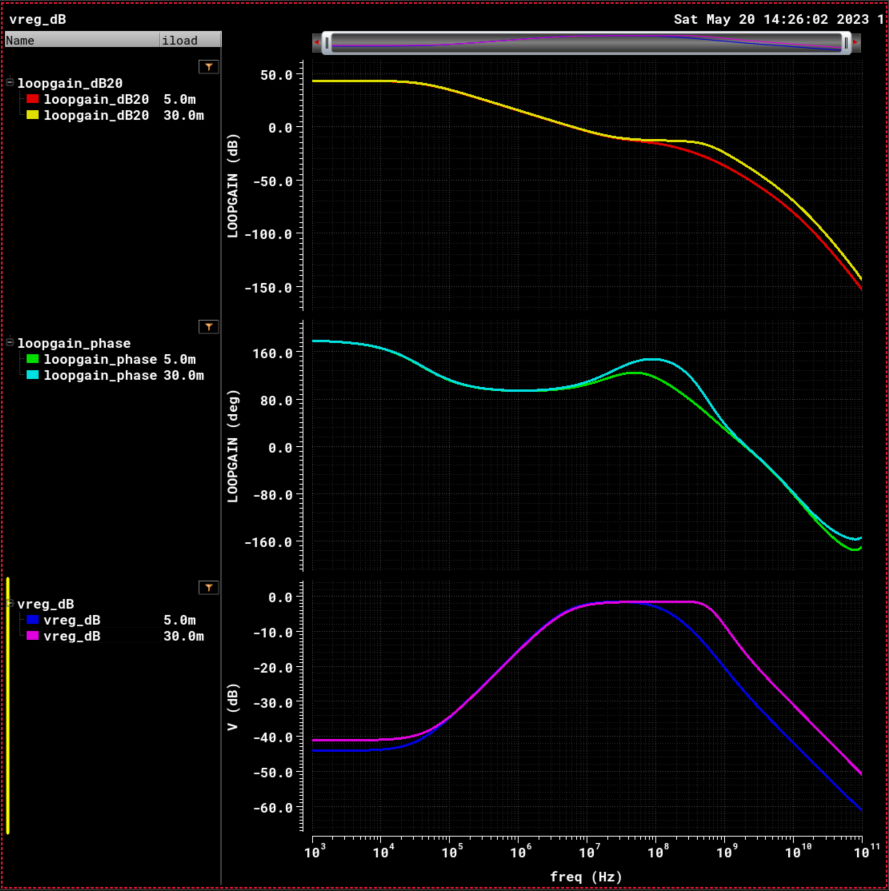 vreg_dB
Sat May 20 14:26:02 2023 1
Name iload
loopgain_dB20
loopgain_dB20 5.0m
loopgain_dB20 30.0m
LOOPGAIN (dB)
50.0
0.0
-50.0
-100.0
-150.0
loopgain_phase
loopgain_phase 5.0m
loopgain_phase 30.0m
LOOPGAIN (deg)
160.0
80.0
0.0
-80.0
-160.0
vreg_dB
vreg_dB 5.0m
vreg_dB 30.0m
V (dB)
0.0
-10.0
-20.0
-30.0
-40.0
-50.0
-60.0
10³ 10⁴ 10⁵ 10⁶ 10⁷ 10⁸ 10⁹ 10¹⁰ 10¹¹
freq (Hz)